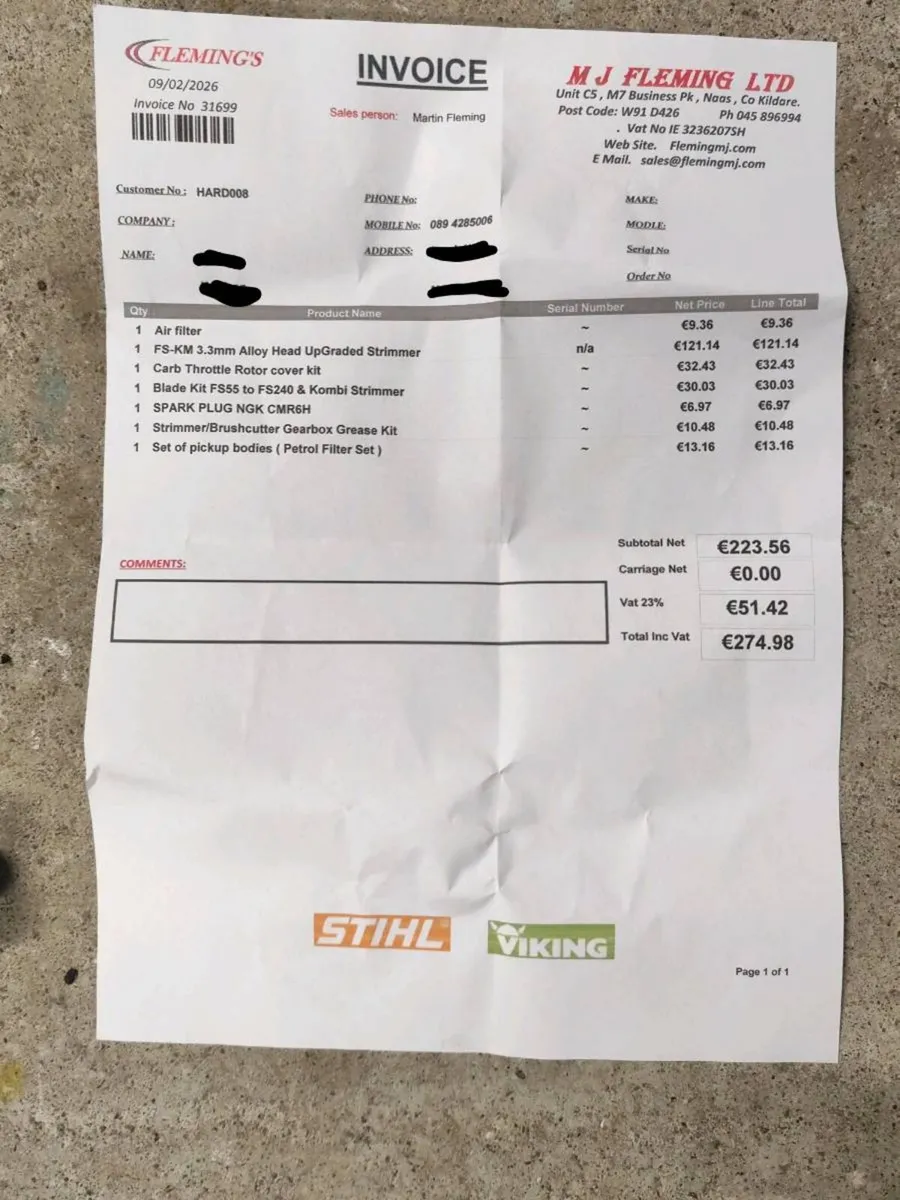 FLEMING'S
09/02/2026
Invoice No 31699
INVOICE
Sales person: Martin Fleming
M J FLEMING LTD
Unit C5 , M7 Business Pk , Naas , Co Kildare.
Post Code: W91 D426 Ph 045 896994
. Vat No IE 3236207SH
Web Site. Flemingmj.com
E Mail. sales@flemingmj.com
Customer No : HARD008
COMPANY :
NAME:
PHONE No:
MOBILE No: 089 4285006
ADDRESS:
MAKE:
MODLE:
Serial No
Order No
Qty Product Name Serial Number Net Price Line Total
1 Air filter ~ €9.36 €9.36
1 FS-KM 3.3mm Alloy Head UpGraded Strimmer n/a €121.14 €121.14
1 Carb Throttle Rotor cover kit ~ €32.43 €32.43
1 Blade Kit FS55 to FS240 & Kombi Strimmer ~ €30.03 €30.03
1 SPARK PLUG NGK CMR6H ~ €6.97 €6.97
1 Strimmer/Brushcutter Gearbox Grease Kit ~ €10.48 €10.48
1 Set of pickup bodies ( Petrol Filter Set ) ~ €13.16 €13.16
Subtotal Net €223.56
Carriage Net €0.00
Vat 23% €51.42
Total Inc Vat €274.98
COMMENTS:
STIHL
VIKING
Page 1 of 1